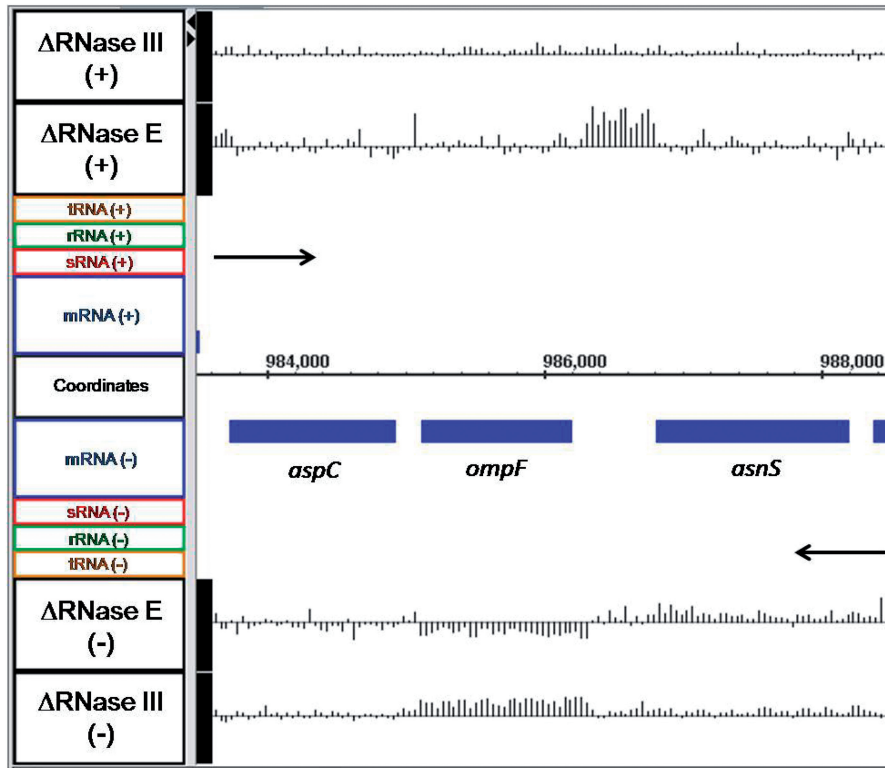 ΔRNase III
(+)
ΔRNase E
(+)
tRNA (+)
rRNA (+)
sRNA (+)
mRNA (+)
984,000 986,000 988,000
Coordinates
mRNA (-)
aspC ompF asnS
sRNA (-)
rRNA (-)
tRNA (-)
ΔRNase E
(-)
ΔRNase III
(-)